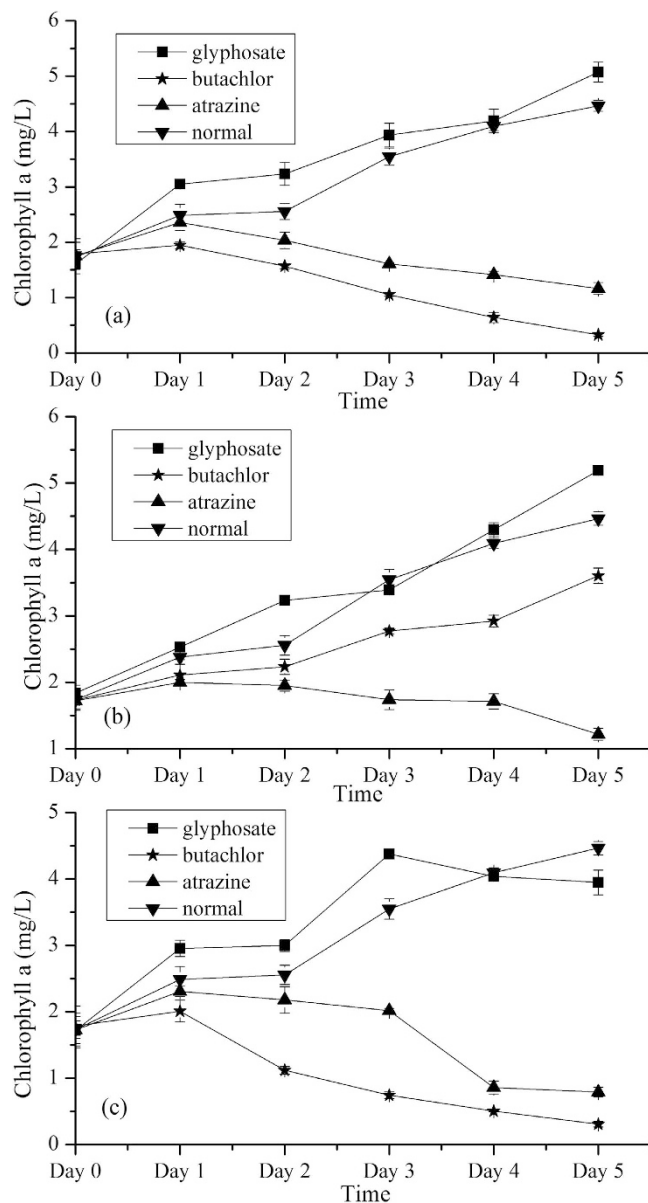 6
5
4
3
2
1
0
Chlorophyll a (mg/L)
glyphosate
butachlor
atrazine
normal
(a)
Day 0 Day 1 Day 2 Day 3 Day 4 Day 5
Time
6
5
4
3
2
1
Chlorophyll a (mg/L)
glyphosate
butachlor
atrazine
normal
(b)
Day 0 Day 1 Day 2 Day 3 Day 4 Day 5
Time
5
4
3
2
1
0
Chlorophyll a (mg/L)
glyphosate
butachlor
atrazine
normal
(c)
Day 0 Day 1 Day 2 Day 3 Day 4 Day 5
Time